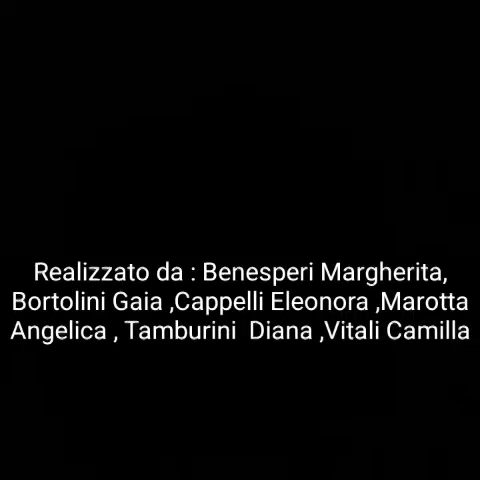 Realizzato da : Benesperi Margherita,
Bortolini Gaia ,Cappelli Eleonora ,Marotta
Angelica , Tamburini  Diana ,Vitali Camilla